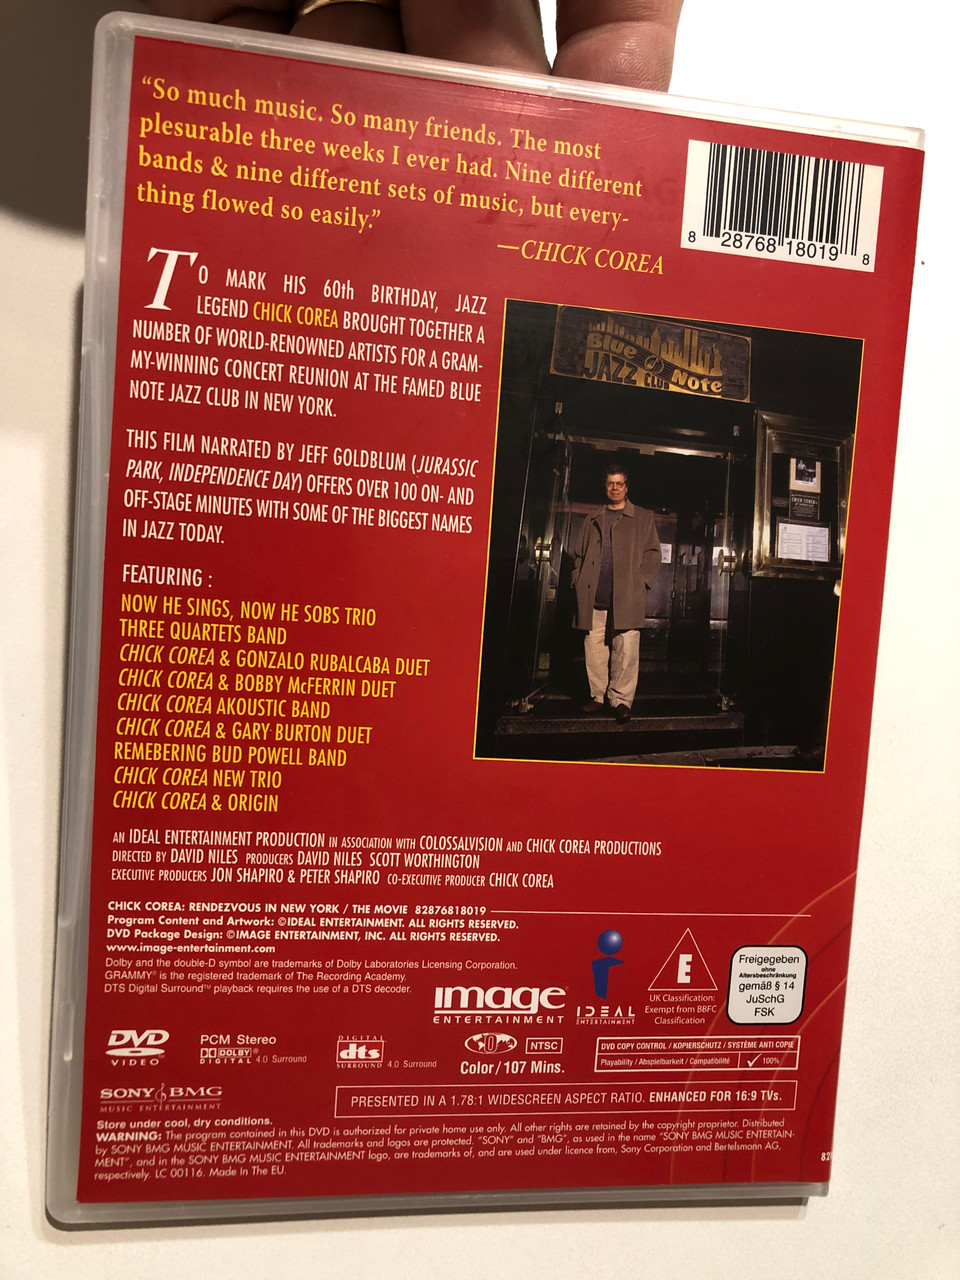 “So much music. So many friends. The most
plesurable three weeks I ever had. Nine different
bands & nine different sets of music, but every-
thing flowed so easily.”
—CHICK COREA
8 28768 18019 8
TO MARK HIS 60th BIRTHDAY, JAZZ
LEGEND CHICK COREA BROUGHT TOGETHER A
NUMBER OF WORLD-RENOWNED ARTISTS FOR A GRAM-
MY-WINNING CONCERT REUNION AT THE FAMED BLUE
NOTE JAZZ CLUB IN NEW YORK.
THIS FILM NARRATED BY JEFF GOLDBLUM (JURASSIC
PARK, INDEPENDENCE DAY) OFFERS OVER 100 ON- AND
OFF-STAGE MINUTES WITH SOME OF THE BIGGEST NAMES
IN JAZZ TODAY.
Blue Note
JAZZ CLUB
FEATURING :
NOW HE SINGS, NOW HE SOBS TRIO
THREE QUARTETS BAND
CHICK COREA & GONZALO RUBALCABA DUET
CHICK COREA & BOBBY McFERRIN DUET
CHICK COREA AKOUSTIC BAND
CHICK COREA & GARY BURTON DUET
REMEBERING BUD POWELL BAND
CHICK COREA NEW TRIO
CHICK COREA & ORIGIN
AN IDEAL ENTERTAINMENT PRODUCTION IN ASSOCIATION WITH COLOSSALVISION AND CHICK COREA PRODUCTIONS
DIRECTED BY DAVID NILES PRODUCERS DAVID NILES SCOTT WORTHINGTON
EXECUTIVE PRODUCERS JON SHAPIRO & PETER SHAPIRO CO-EXECUTIVE PRODUCER CHICK COREA
CHICK COREA: RENDEZVOUS IN NEW YORK / THE MOVIE 82876818019
Program Content and Artwork: ©IDEAL ENTERTAINMENT. ALL RIGHTS RESERVED.
DVD Package Design: ©IMAGE ENTERTAINMENT, INC. ALL RIGHTS RESERVED.
www.image-entertainment.com
Dolby and the double-D symbol are trademarks of Dolby Laboratories Licensing Corporation.
GRAMMY® is the registered trademark of The Recording Academy.
DTS Digital Surround™ playback requires the use of a DTS decoder.
image®
ENTERTAINMENT
IDEAL
ENTERTAINMENT
E
UK Classification:
Exempt from BBFC
Classification
Freigegeben
ohne
Altersbeschränkung
gemäß § 14
JuSchG
FSK
DVD
VIDEO
PCM Stereo
DOLBY®
DIGITAL 4.0 Surround
DIGITAL
dts
SURROUND 4.0 Surround
0 NTSC
Color/107 Mins.
DVD COPY CONTROL / KOPIERSCHUTZ / SYSTÈME ANTI COPIE
Playability / Abspielbarkeit / Compatibilité ✓ 100%
SONY BMG
MUSIC ENTERTAINMENT
PRESENTED IN A 1.78:1 WIDESCREEN ASPECT RATIO. ENHANCED FOR 16:9 TVs.
Store under cool, dry conditions.
WARNING: The program contained in this DVD is authorized for private home use only. All other rights are retained by the copyright proprietor. Distributed
by SONY BMG MUSIC ENTERTAINMENT. All trademarks and logos are protected. "SONY" and "BMG", as used in the name "SONY BMG MUSIC ENTERTAIN-
MENT", and in the SONY BMG MUSIC ENTERTAINMENT logo, are trademarks of, and are used under licence from, Sony Corporation and Bertelsmann AG,
respectively. LC 00116. Made In The EU.